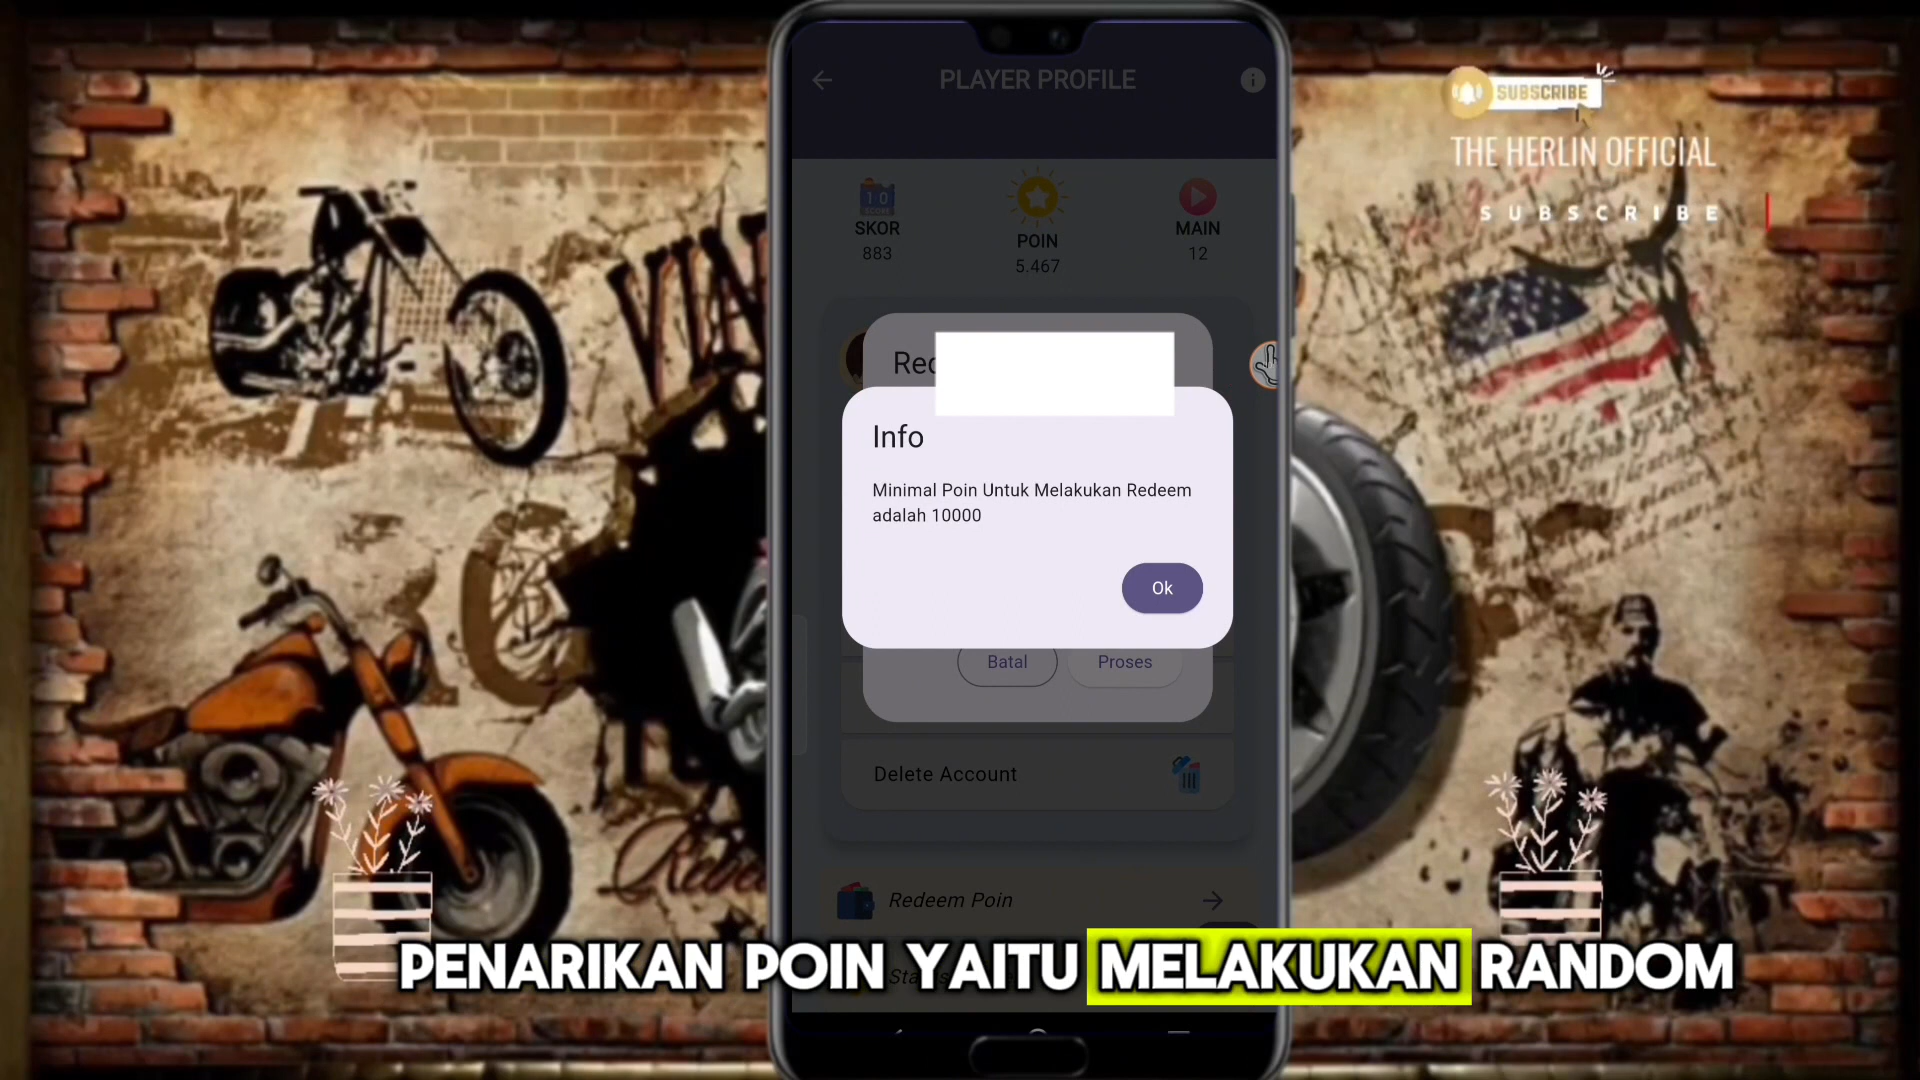 PLAYER PROFILE
SUBSCRIBE
THE HERLIN OFFICIAL
SUBSCRIBE
SKOR
883
POIN
5.467
MAIN
12
Info
Minimal Poin Untuk Melakukan Redeem
adalah 10000
Ok
Batal
Proses
Delete Account
Redeem Poin
PENARIKAN POIN YAITU MELAKUKAN RANDOM